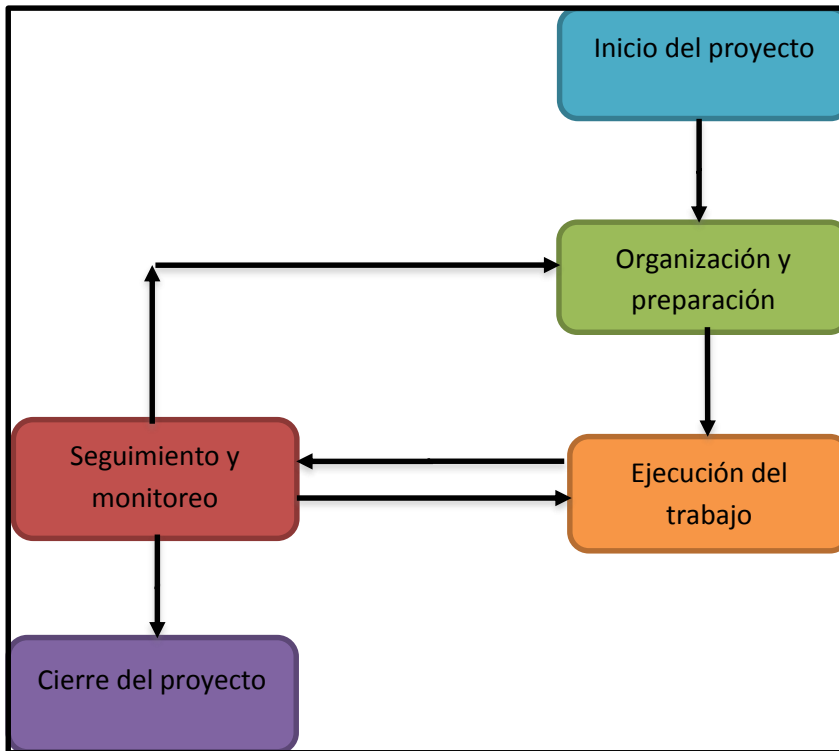 Inicio del proyecto
Organización y
preparación
Seguimiento y
monitoreo
Ejecución del
trabajo
Cierre del proyecto